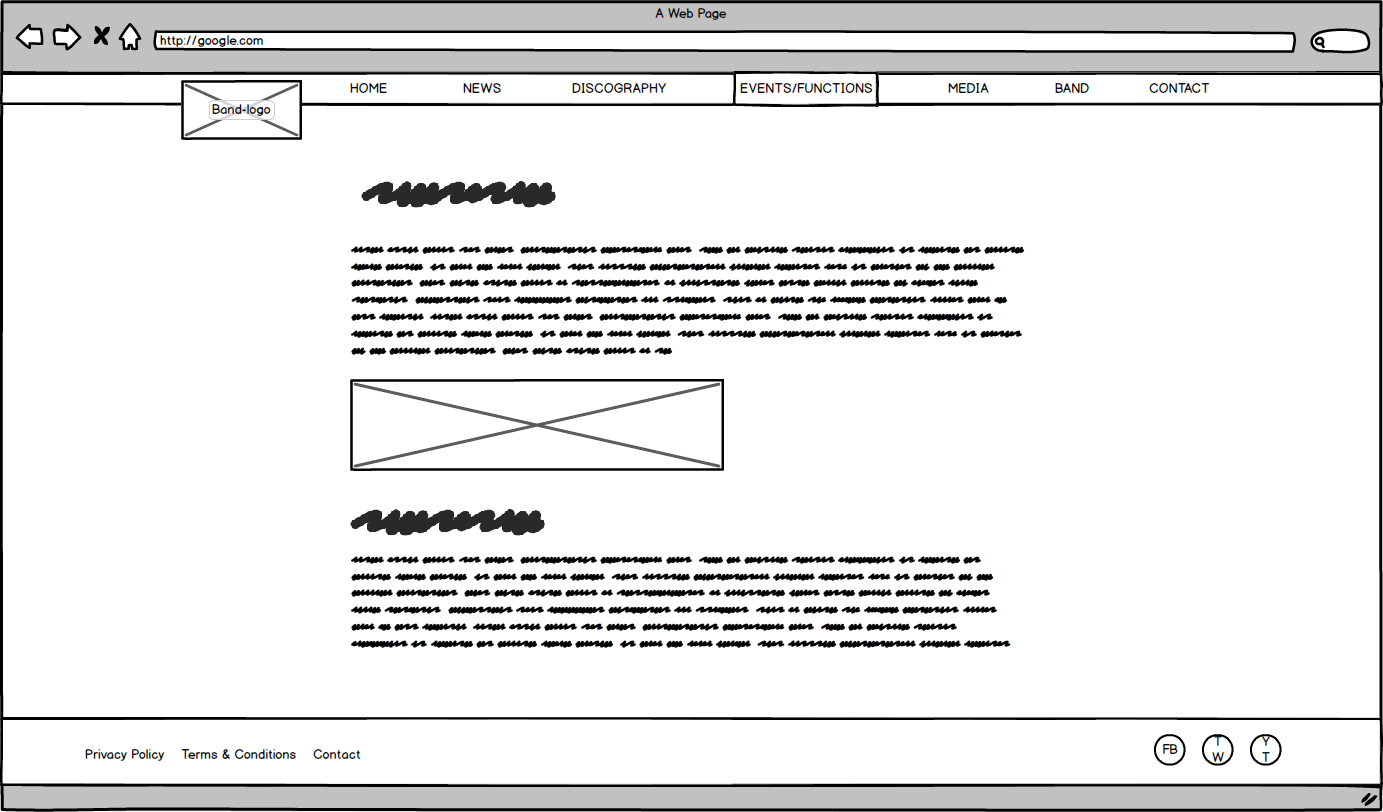 A Web Page
http://google.com
HOME NEWS DISCOGRAPHY EVENTS/FUNCTIONS MEDIA BAND CONTACT
Band-logo
Privacy Policy Terms & Conditions Contact
FB
T
W
Y
T